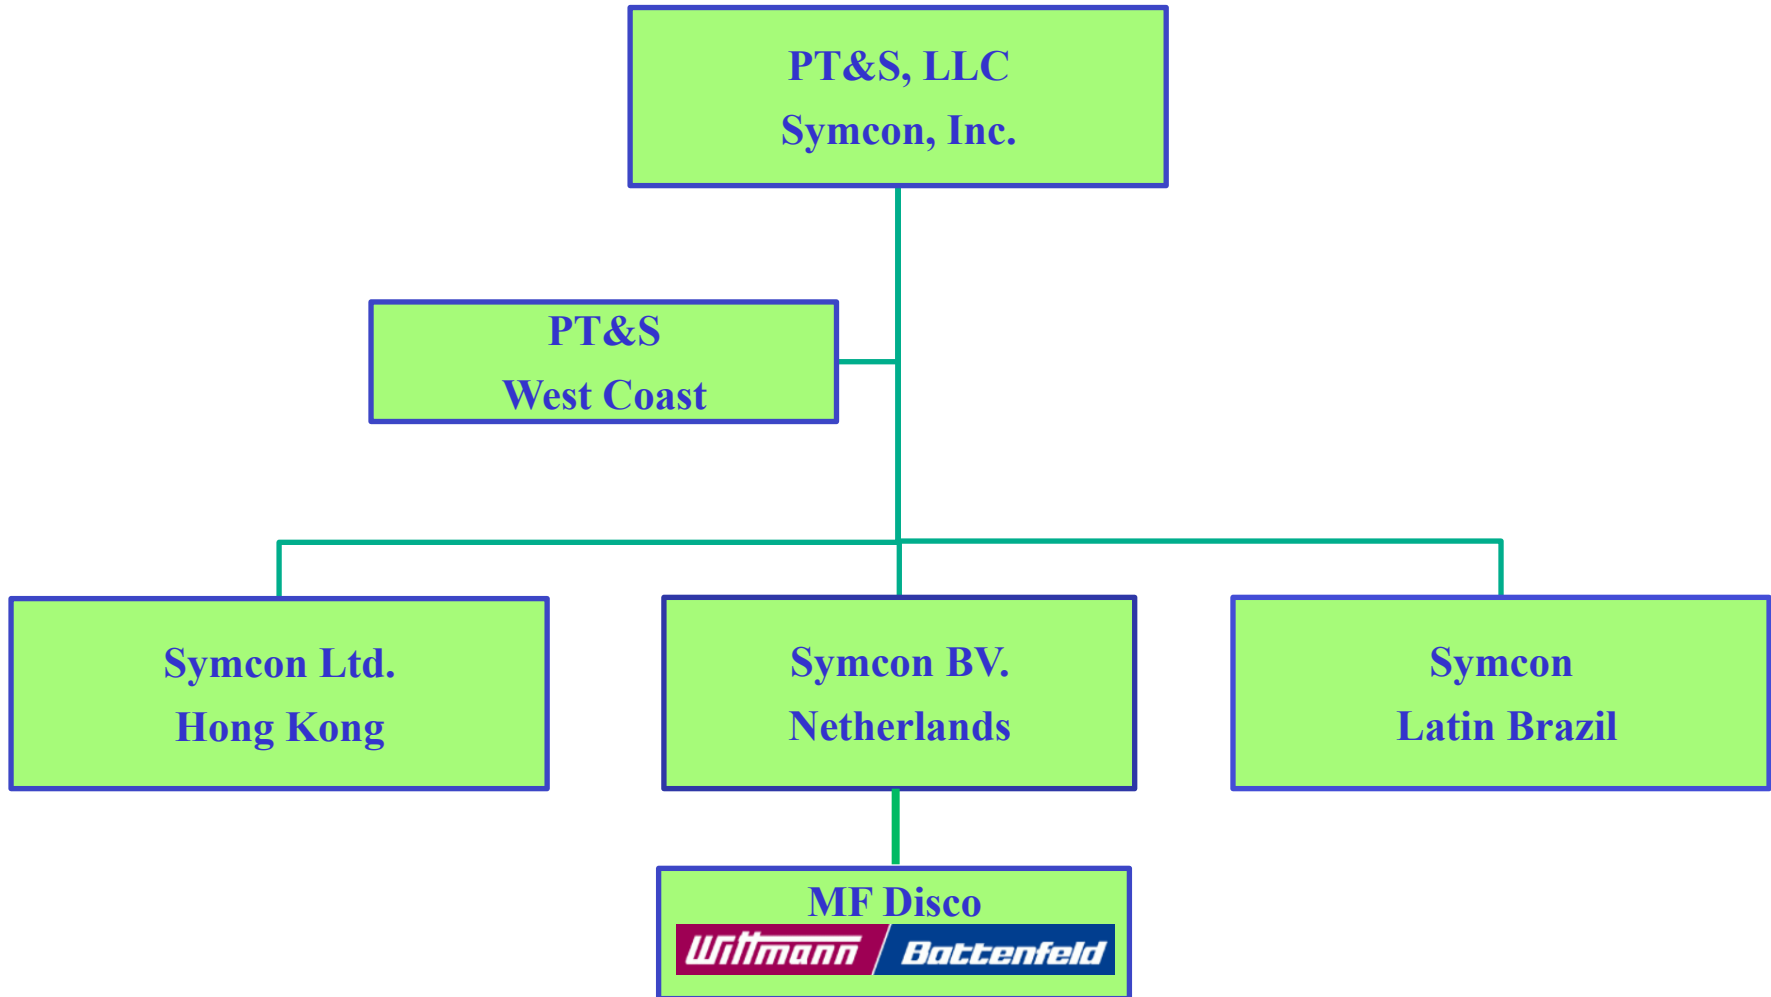 PT&S, LLC
Symcon, Inc.
PT&S
West Coast
Symcon Ltd.
Hong Kong
Symcon BV.
Netherlands
Symcon
Latin Brazil
MF Disco
Wittmann Battenfeld